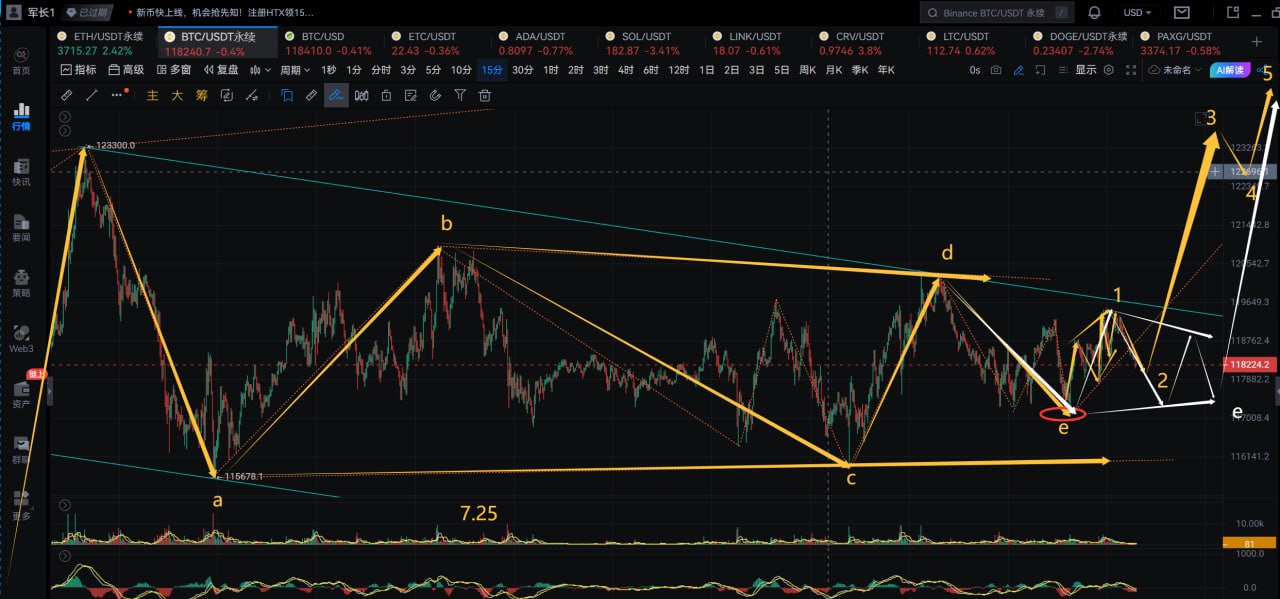 军长1 已过期 • 新币快上线，机会抢先知！注册HTX领15... Binance BTC/USDT 永续 / USD
ETH/USDT永续 BTC/USDT永续 BTC/USD ETC/USDT ADA/USDT SOL/USDT LINK/USDT CRV/USDT LTC/USDT DOGE/USDT永续 PAXG/USDT
3715.27 2.42% 118240.7 -0.4% 118410.0 -0.41% 22.43 -0.36% 0.8097 -0.77% 182.87 -3.41% 18.07 -0.61% 0.9746 3.8% 112.74 0.62% 0.23407 -2.74% 3374.17 -0.58%
首页
指标 高级 多窗 复盘 周期 1秒 1分 分时 3分 5分 10分 15分 30分 1时 2时 3时 4时 6时 12时 1日 2日 3日 5日 周K 月K 季K 年K 0s 显示 未命名 AI解读
5
主 大 筹
行情
3
123300.0
123263.
快讯
4
b
要闻
d
120542.7
策略
1
119649.3
Web3
118762.4
118224.2
链上
资产
2
117882.2
e
e
117008.4
群聊
116141.2
115678.1
c
a
更多
7.25
10.00k
81
1000.0
0.0